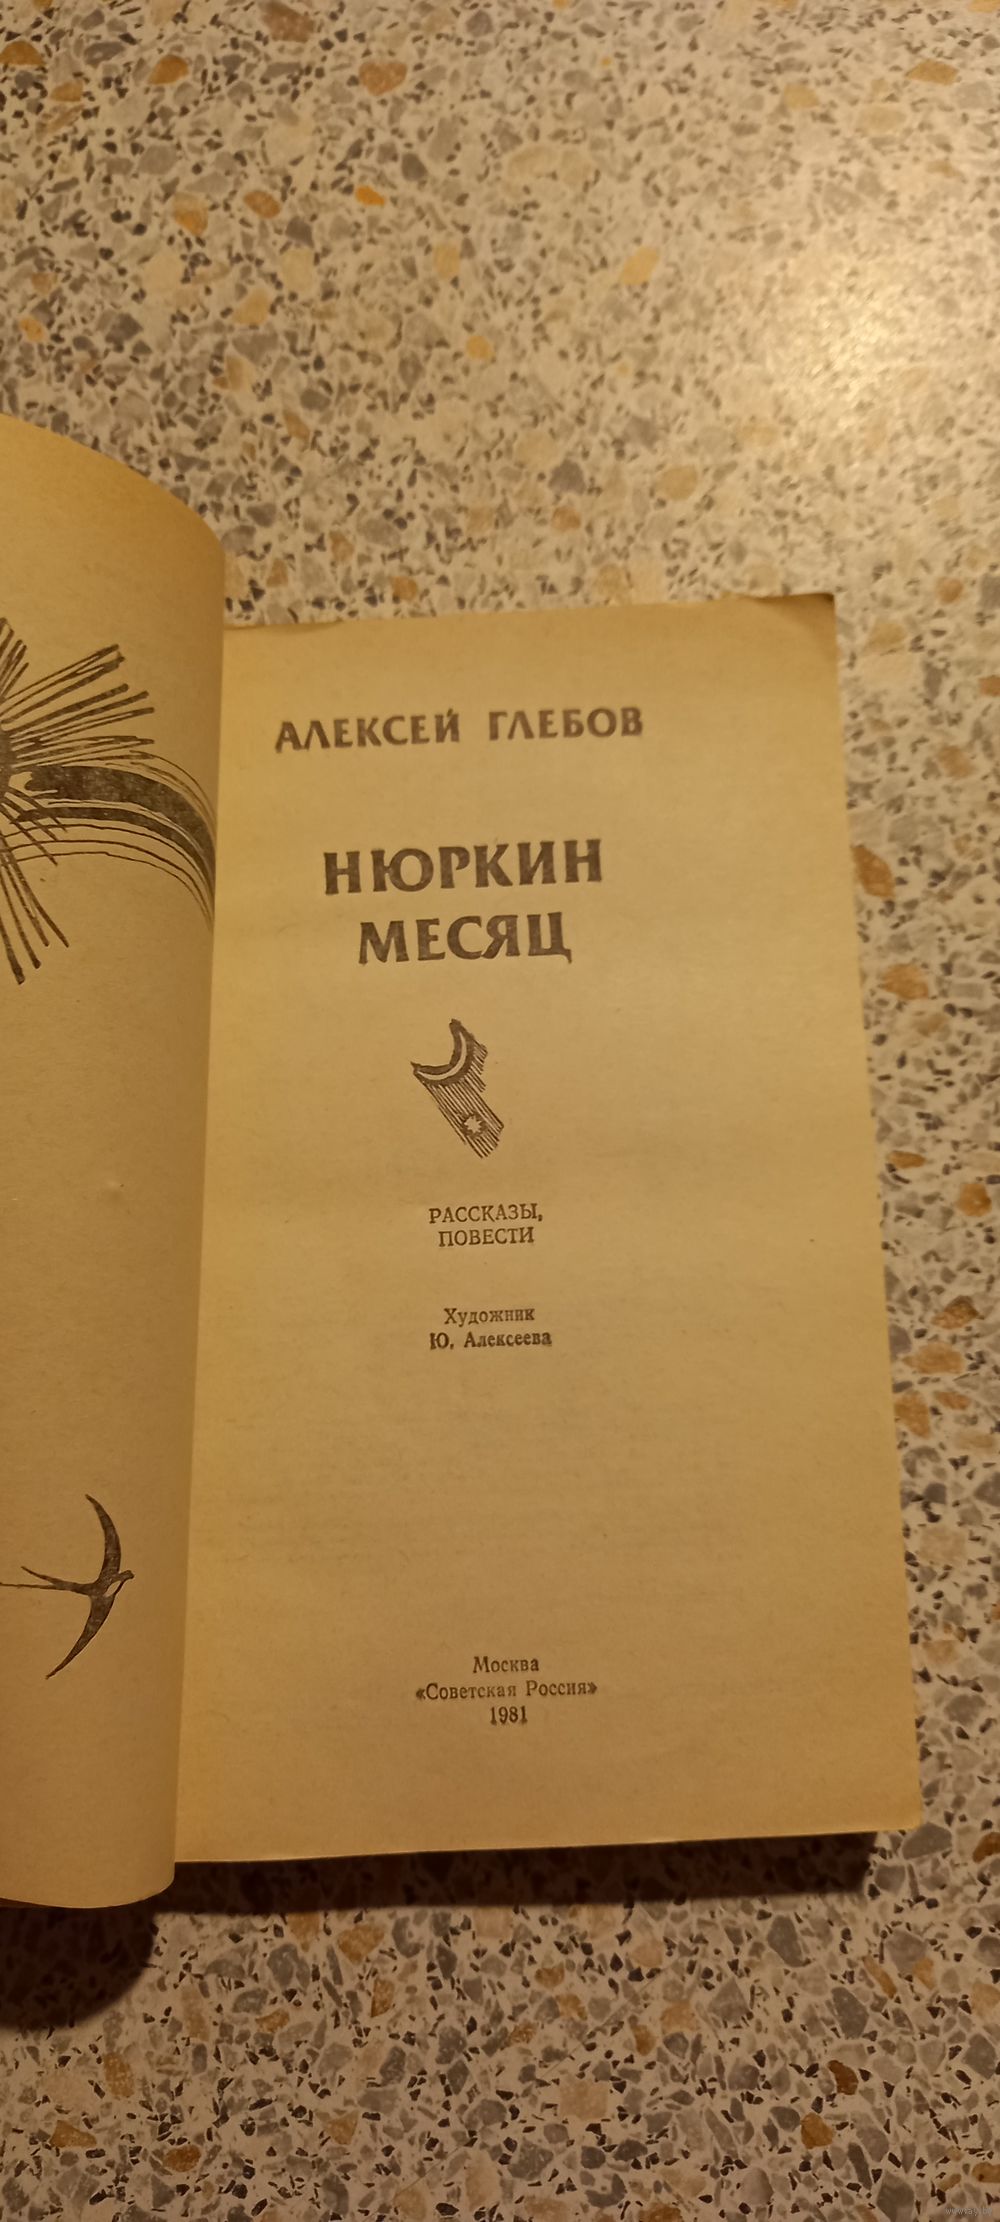 АЛЕКСЕЙ ГЛЕБОВ
НЮРКИН
МЕСЯЦ
РАССКАЗЫ,
ПОВЕСТИ
Художник
Ю. Алексеева
Москва
«Советская Россия»
1981